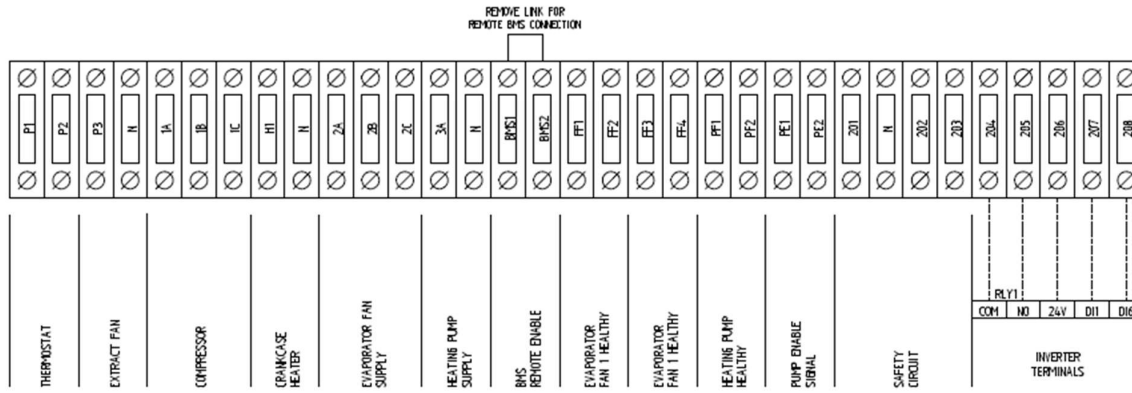 REMOVE LINK FOR
REMOTE BMS CONNECTION
P1 P2 P3 N 1A 1B 1C H1 N 2A 2B 2C 3A N BMS1 BMS2 FF1 FF2 FF3 FF4 PF1 PF2 PE1 PE2 201 N 202 203 204 205 206 207 208
RLY1
COM NO 24V DI1 DI6
THERMOSTAT
EXTRACT FAN
COMPRESSOR
CRANKCASE
HEATER
EVAPORATOR FAN
SUPPLY
HEATING PUMP
SUPPLY
BMS
REMOTE ENABLE
EVAPORATOR
FAN 1 HEALTHY
EVAPORATOR
FAN 1 HEALTHY
HEATING PUMP
HEALTHY
PUMP ENABLE
SIGNAL
SAFETY
CIRCUIT
INVERTER
TERMINALS